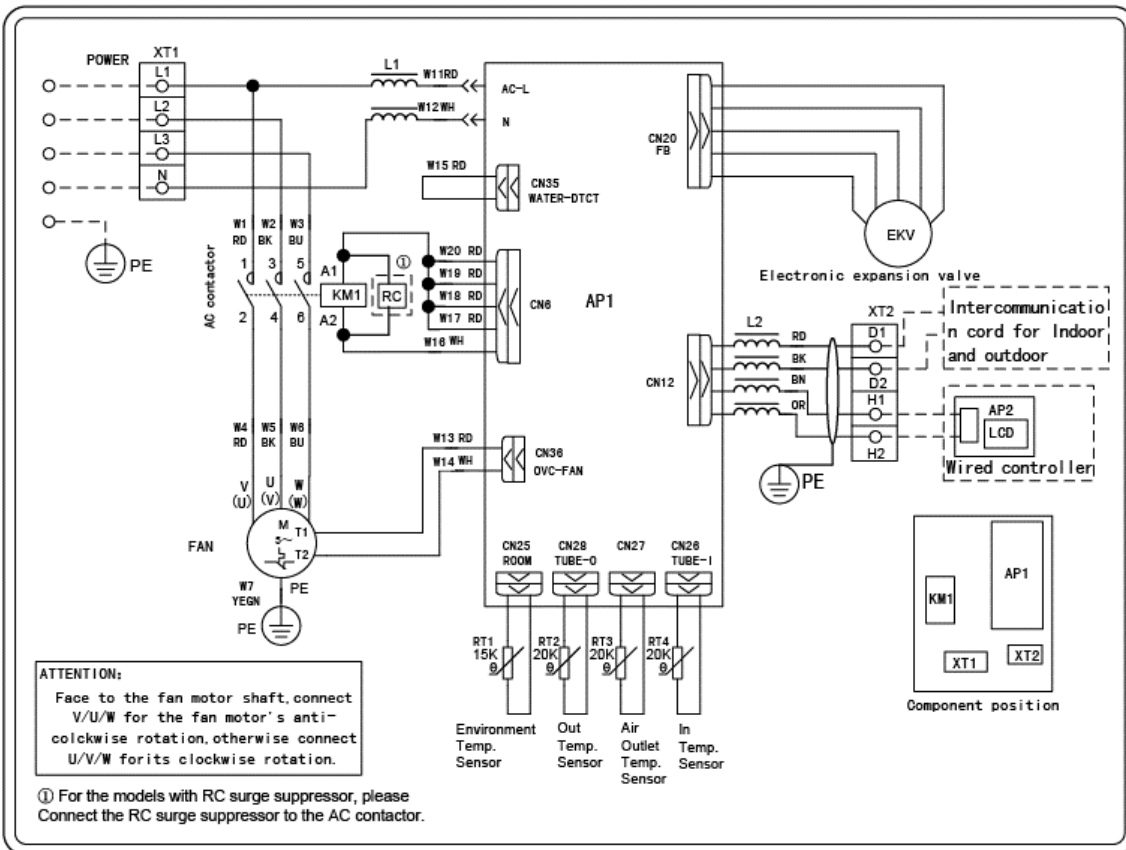 POWER
XT1
L1
L2
L3
N
PE
L1
W11RD
AC-L
W12WH
N
W15 RD
CN35
WATER-DTCT
CN20
FB
EKV
Electronic expansion valve
W1 W2 W3
RD BK BU
1 3 5
2 4 6
AC contactor
A1
KM1
A2
①
RC
W20 RD
W19 RD
W18 RD
W17 RD
W16 WH
CN6
AP1
CN12
L2
RD
BK
BN
OR
PE
XT2
D1
D2
H1
H2
Intercommunicatio
n cord for Indoor
and outdoor
AP2
LCD
Wired controller
W4 W5 W6
RD BK BU
V U W
(U) (V) (W)
FAN
M
3~
T1
T2
W7
YEGN
PE
PE
W13 RD
W14 WH
CN36
OVC-FAN
CN25
ROOM
CN28
TUBE-O
CN27
CN26
TUBE-I
RT1
15K
θ
RT2
20K
θ
RT3
20K
θ
RT4
20K
θ
Environment
Temp.
Sensor
Out
Temp.
Sensor
Air
Outlet
Temp.
Sensor
In
Temp.
Sensor
KM1
AP1
XT1
XT2
Component position
ATTENTION:
Face to the fan motor shaft, connect
V/U/W for the fan motor's anti-
colckwise rotation, otherwise connect
U/V/W forits clockwise rotation.
① For the models with RC surge suppressor, please
Connect the RC surge suppressor to the AC contactor.